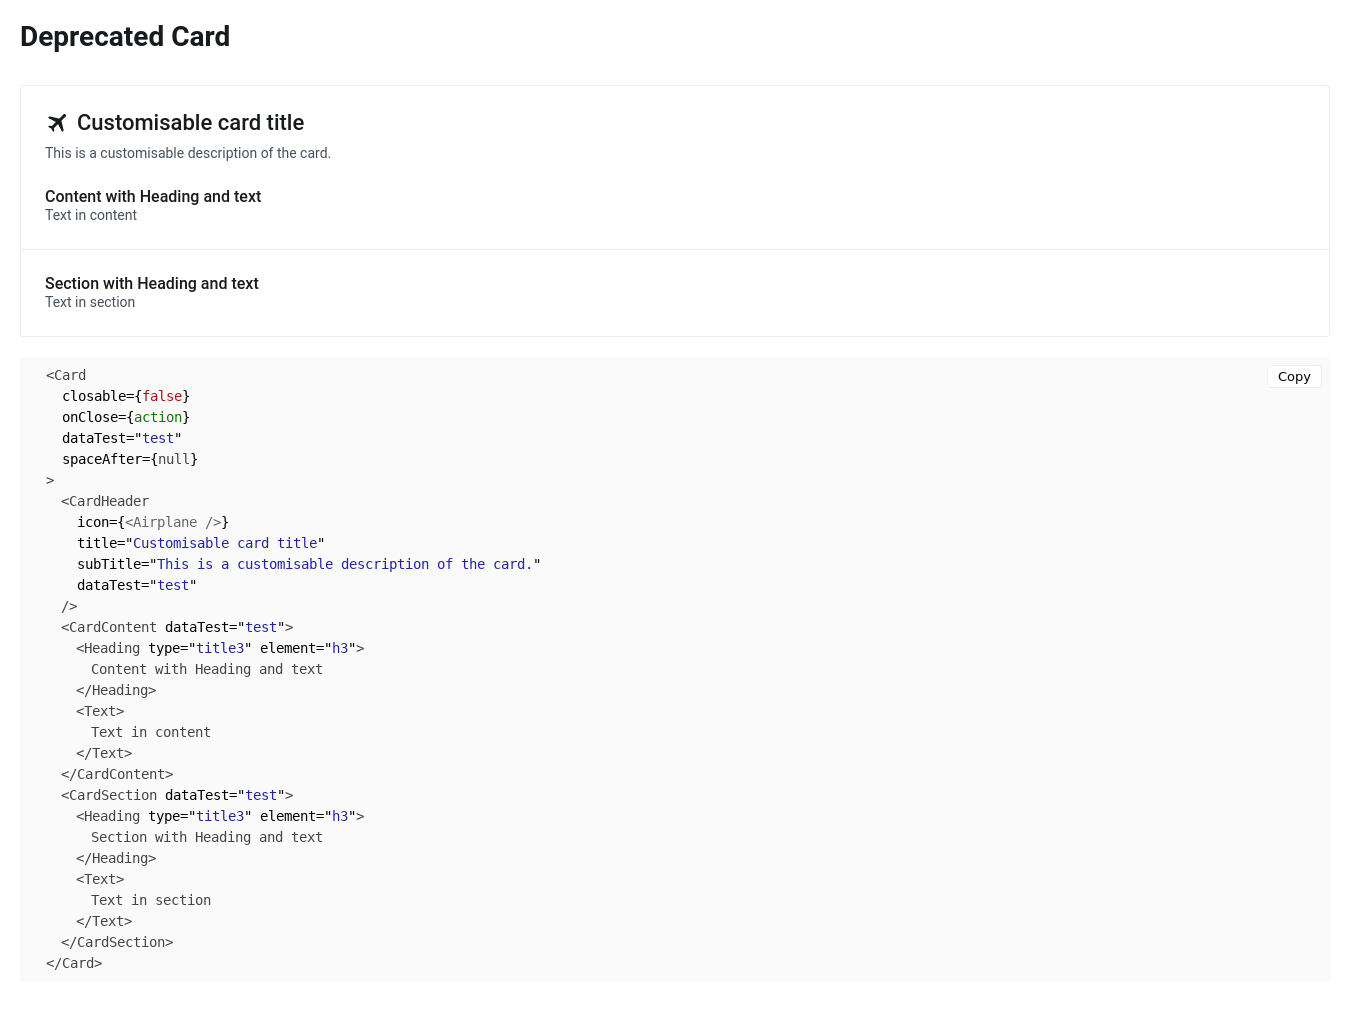 Deprecated Card
Customisable card title
This is a customisable description of the card.
Content with Heading and text
Text in content
Section with Heading and text
Text in section
Copy
<Card
  closable={false}
  onClose={action}
  dataTest="test"
  spaceAfter={null}
>
  <CardHeader
    icon={<Airplane />}
    title="Customisable card title"
    subTitle="This is a customisable description of the card."
    dataTest="test"
  />
  <CardContent dataTest="test">
    <Heading type="title3" element="h3">
      Content with Heading and text
    </Heading>
    <Text>
      Text in content
    </Text>
  </CardContent>
  <CardSection dataTest="test">
    <Heading type="title3" element="h3">
      Section with Heading and text
    </Heading>
    <Text>
      Text in section
    </Text>
  </CardSection>
</Card>